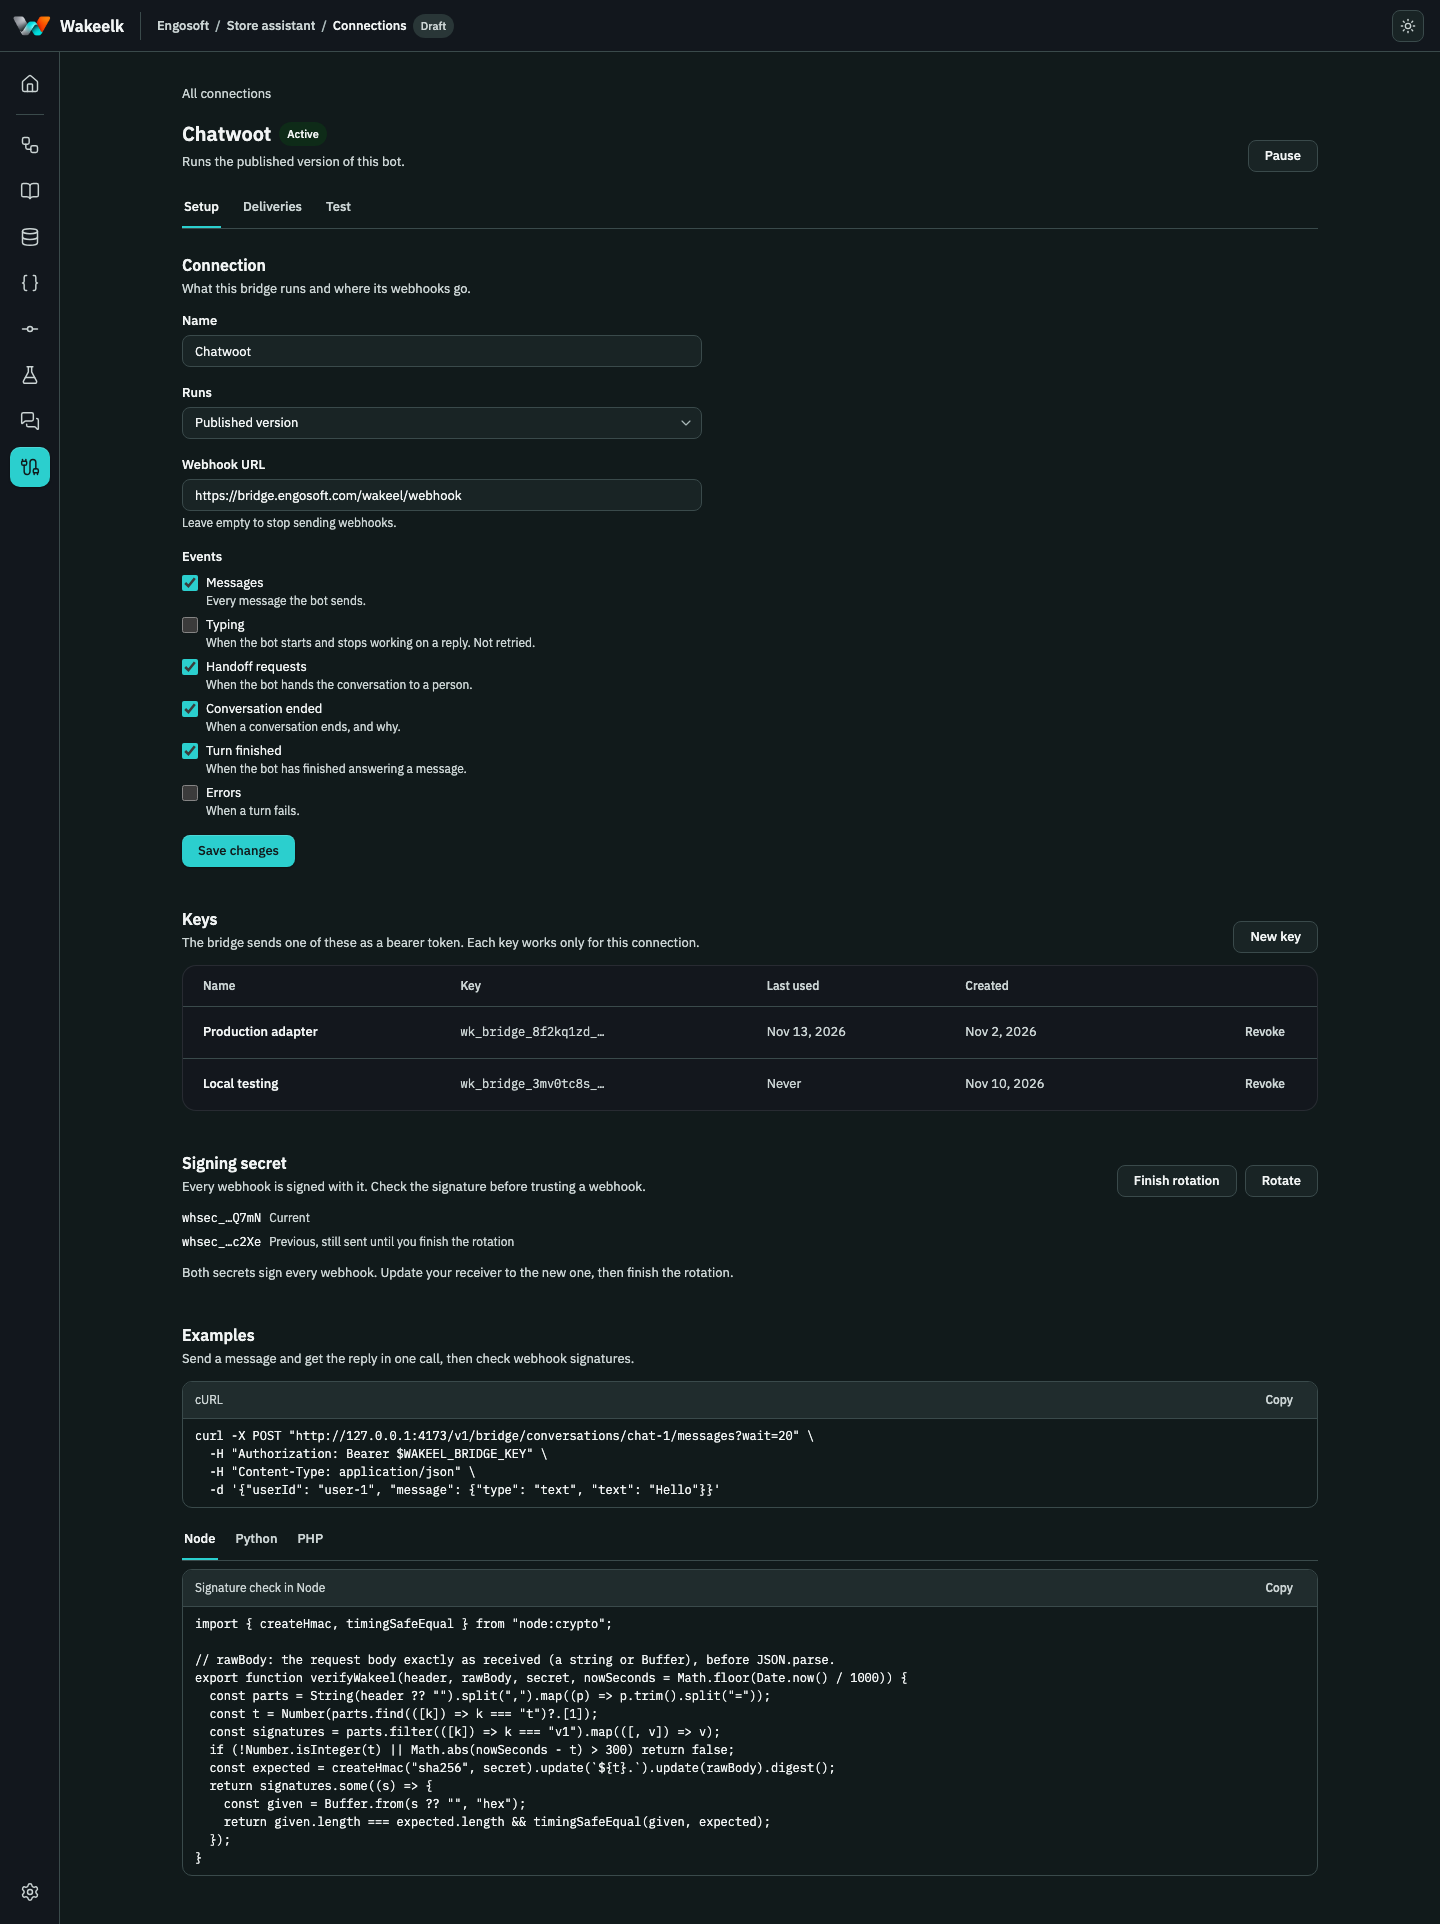 Wakeelk
Engosoft / Store assistant / Connections Draft
All connections
Chatwoot Active
Runs the published version of this bot.
Pause
Setup Deliveries Test
Connection
What this bridge runs and where its webhooks go.
Name
Chatwoot
Runs
Published version
Webhook URL
https://bridge.engosoft.com/wakeel/webhook
Leave empty to stop sending webhooks.
Events
Messages
Every message the bot sends.
Typing
When the bot starts and stops working on a reply. Not retried.
Handoff requests
When the bot hands the conversation to a person.
Conversation ended
When a conversation ends, and why.
Turn finished
When the bot has finished answering a message.
Errors
When a turn fails.
Save changes
Keys
The bridge sends one of these as a bearer token. Each key works only for this connection.
New key
Name Key Last used Created
Production adapter wk_bridge_8f2kq1zd_… Nov 13, 2026 Nov 2, 2026 Revoke
Local testing wk_bridge_3mv0tc8s_… Never Nov 10, 2026 Revoke
Signing secret
Every webhook is signed with it. Check the signature before trusting a webhook.
Finish rotation Rotate
whsec_…Q7mN Current
whsec_…c2Xe Previous, still sent until you finish the rotation
Both secrets sign every webhook. Update your receiver to the new one, then finish the rotation.
Examples
Send a message and get the reply in one call, then check webhook signatures.
cURL Copy
curl -X POST "http://127.0.0.1:4173/v1/bridge/conversations/chat-1/messages?wait=20" \
  -H "Authorization: Bearer $WAKEEL_BRIDGE_KEY" \
  -H "Content-Type: application/json" \
  -d '{"userId": "user-1", "message": {"type": "text", "text": "Hello"}}'
Node Python PHP
Signature check in Node Copy
import { createHmac, timingSafeEqual } from "node:crypto";
// rawBody: the request body exactly as received (a string or Buffer), before JSON.parse.
export function verifyWakeel(header, rawBody, secret, nowSeconds = Math.floor(Date.now() / 1000)) {
  const parts = String(header ?? "").split(",").map((p) => p.trim().split("="));
  const t = Number(parts.find(([k]) => k === "t")?.[1]);
  const signatures = parts.filter(([k]) => k === "v1").map(([, v]) => v);
  if (!Number.isInteger(t) || Math.abs(nowSeconds - t) > 300) return false;
  const expected = createHmac("sha256", secret).update(`${t}.`).update(rawBody).digest();
  return signatures.some((s) => {
    const given = Buffer.from(s ?? "", "hex");
    return given.length === expected.length && timingSafeEqual(given, expected);
  });
}